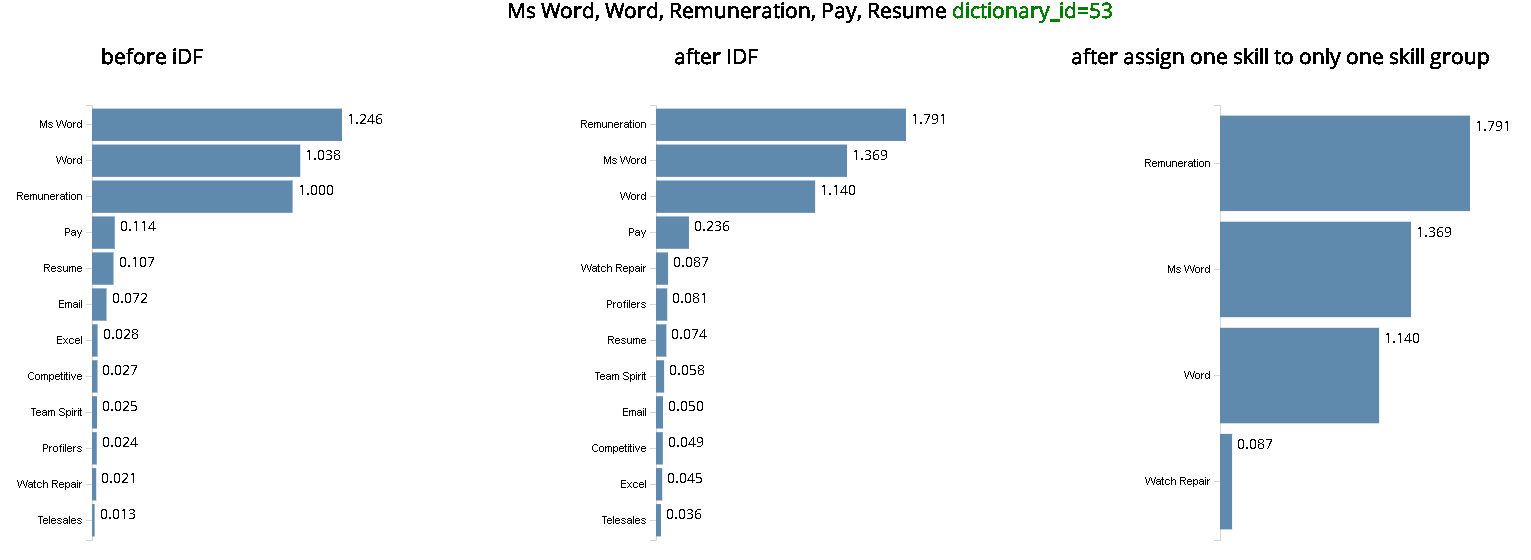 Ms Word, Word, Remuneration, Pay, Resume dictionary_id=53
before iDF
Ms Word 1.246
Word 1.038
Remuneration 1.000
Pay 0.114
Resume 0.107
Email 0.072
Excel 0.028
Competitive 0.027
Team Spirit 0.025
Profilers 0.024
Watch Repair 0.021
Telesales 0.013
after IDF
Remuneration 1.791
Ms Word 1.369
Word 1.140
Pay 0.236
Watch Repair 0.087
Profilers 0.081
Resume 0.074
Team Spirit 0.058
Email 0.050
Competitive 0.049
Excel 0.045
Telesales 0.036
after assign one skill to only one skill group
Remuneration 1.791
Ms Word 1.369
Word 1.140
Watch Repair 0.087